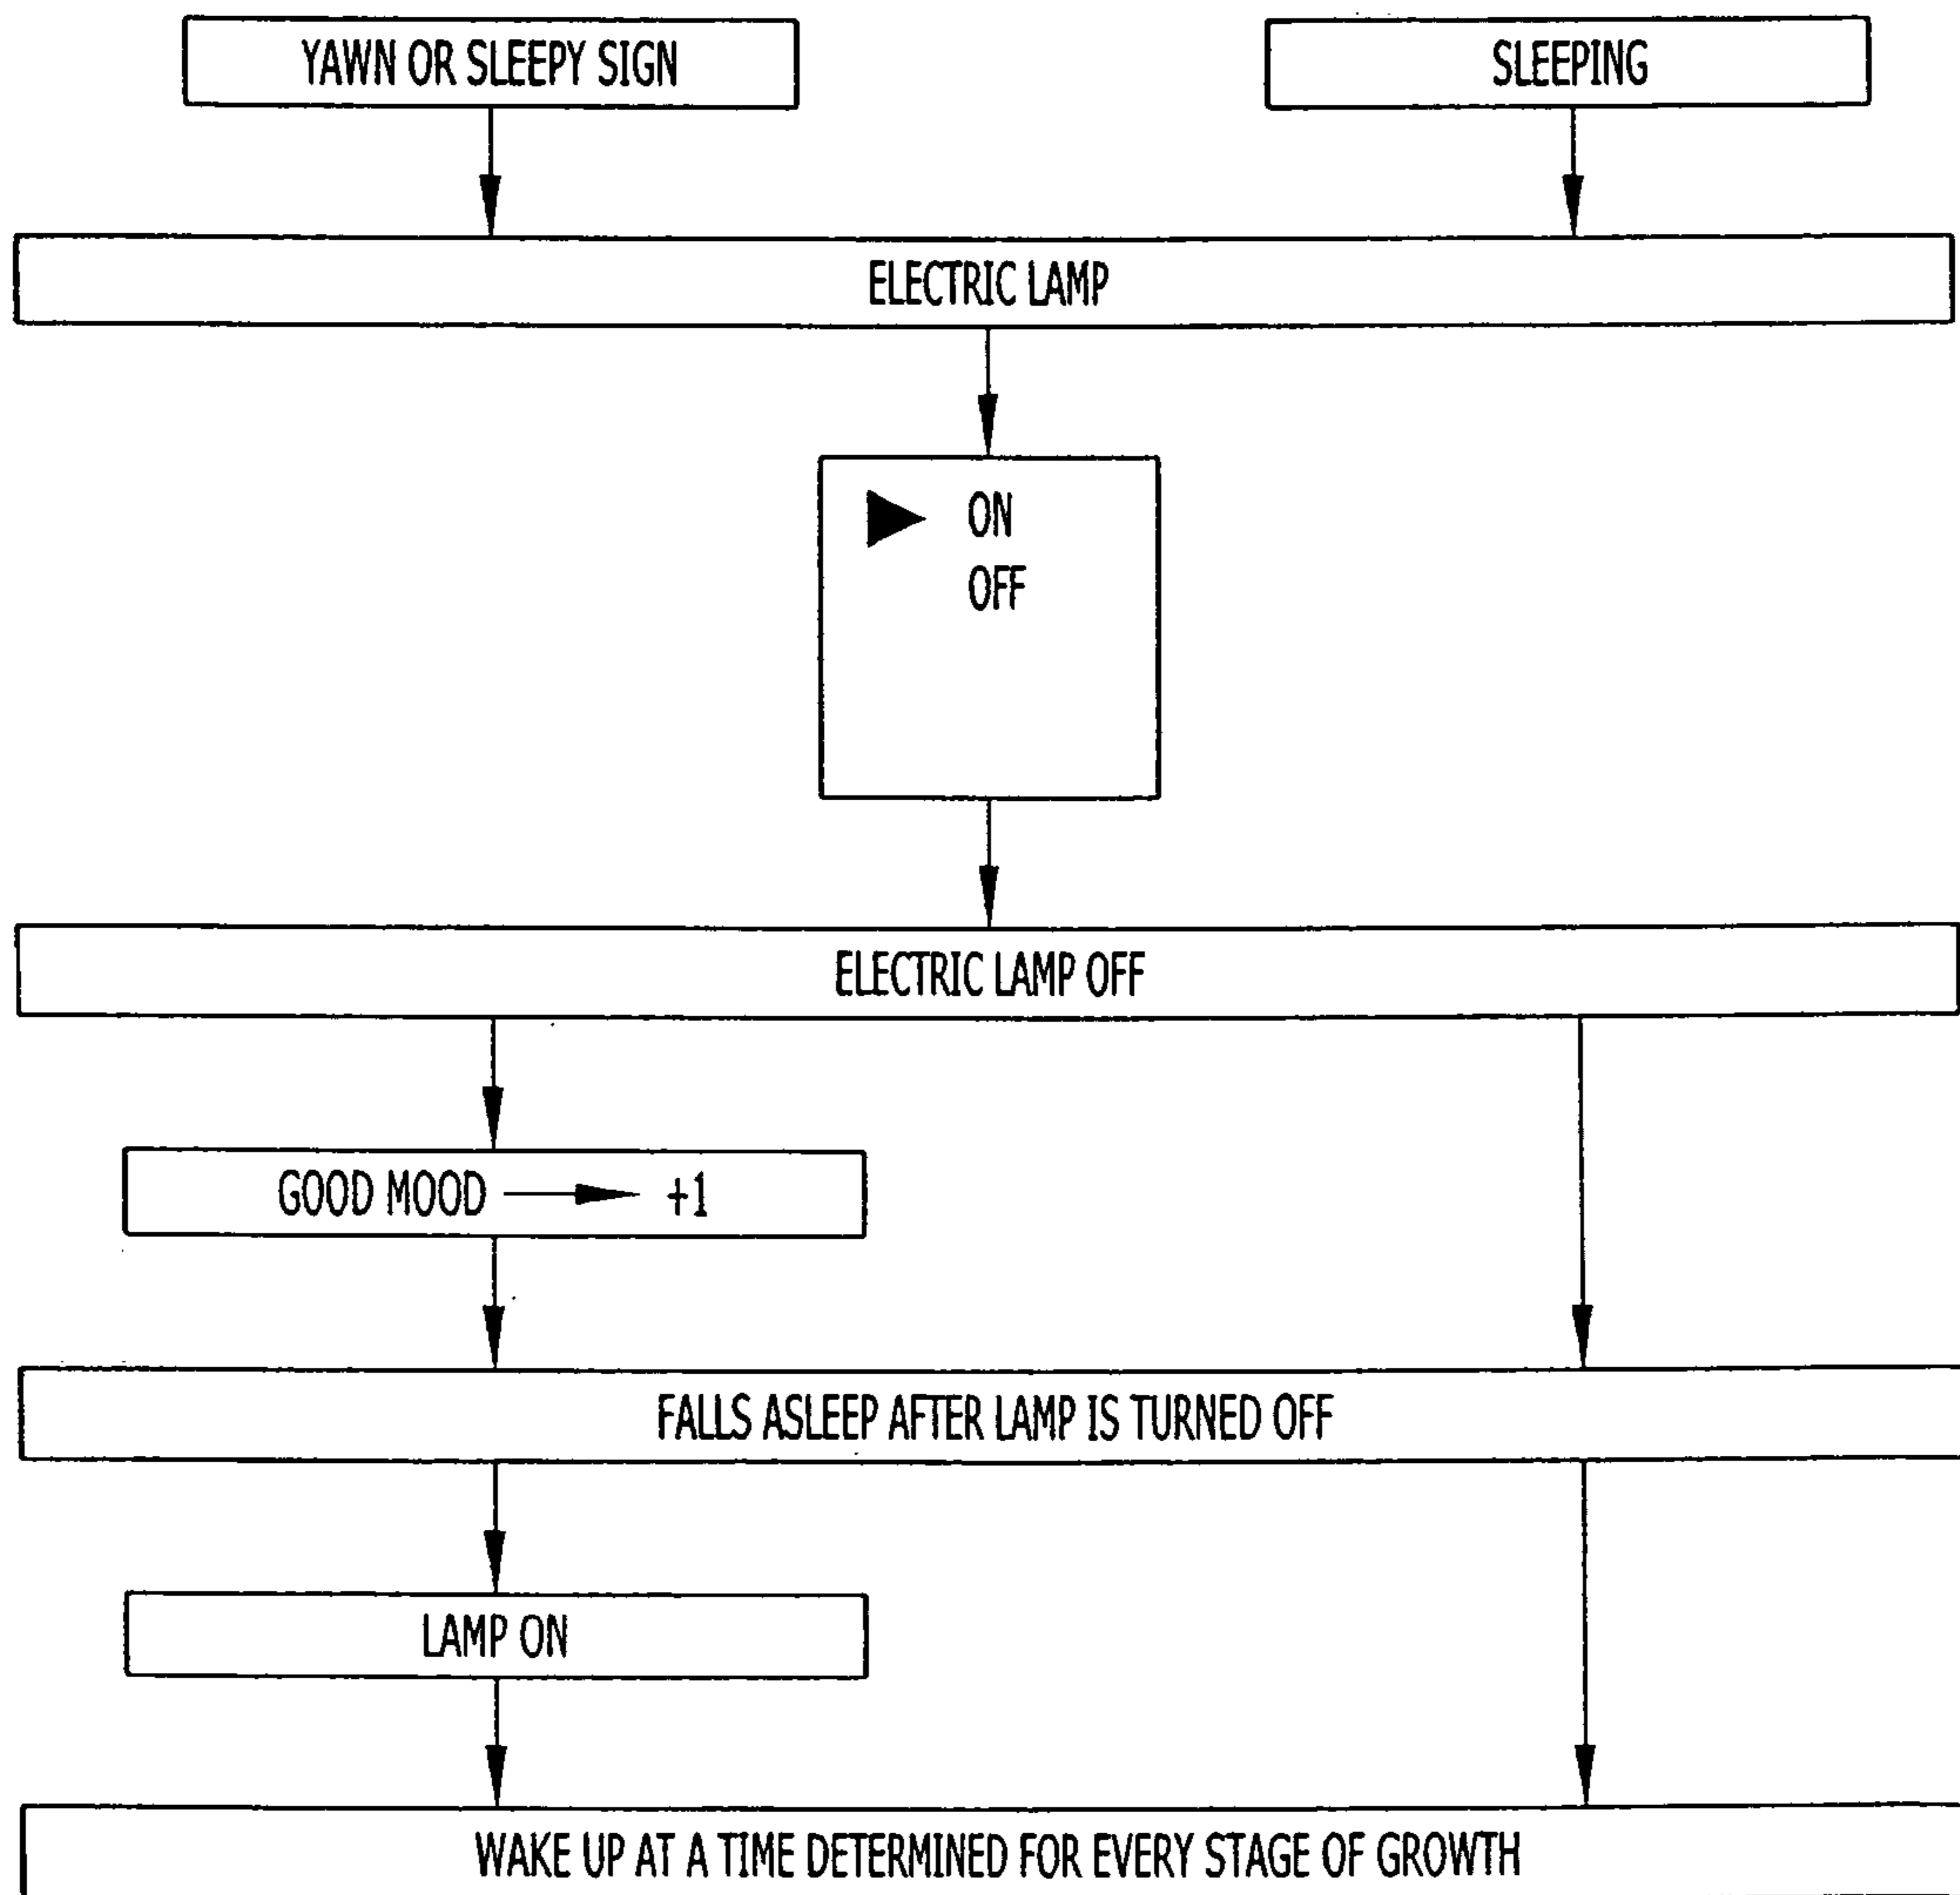 YAWN OR SLEEPY SIGN
SLEEPING
ELECTRIC LAMP
ON
OFF
ELECTRIC LAMP OFF
GOOD MOOD +1
FALLS ASLEEP AFTER LAMP IS TURNED OFF
LAMP ON
WAKE UP AT A TIME DETERMINED FOR EVERY STAGE OF GROWTH